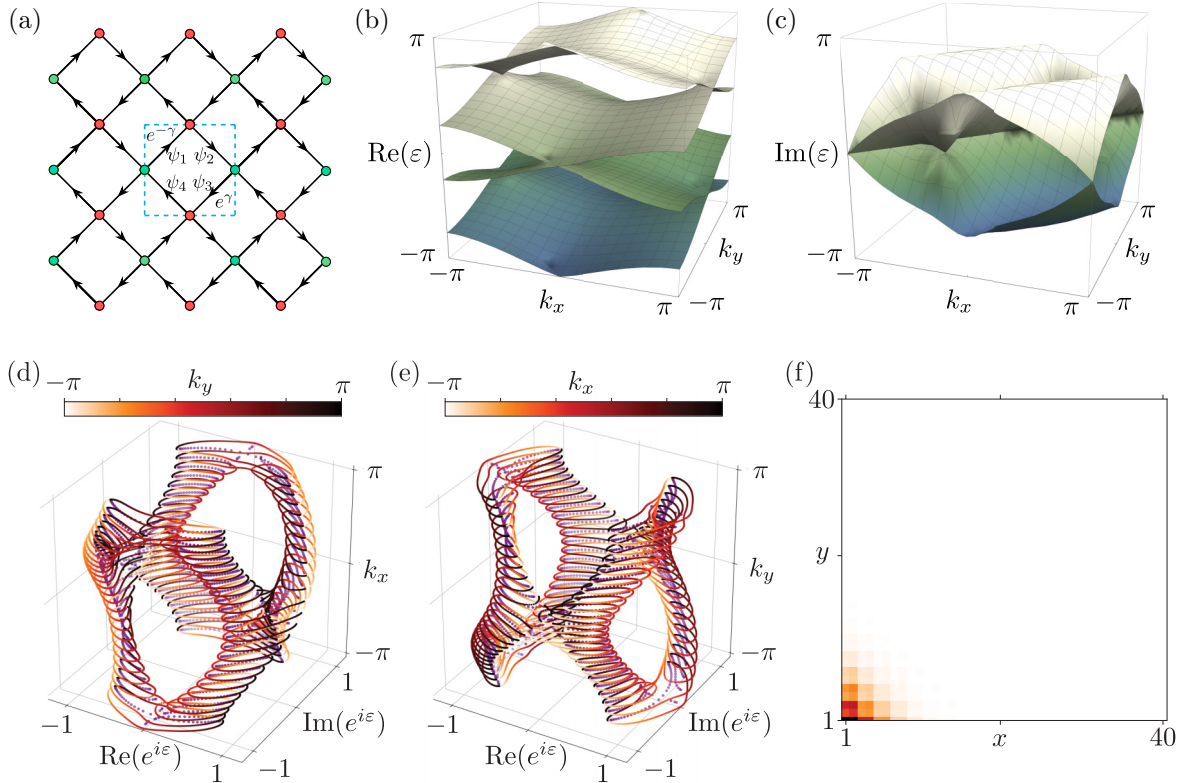 (a)
e^{−γ}
ψ₁ ψ₂
ψ₄ ψ₃
e^{γ}
(b)
π
Re(ε)
−π
−π
k_x
π
−π
k_y
π
(c)
π
Im(ε)
−π
−π
k_x
π
−π
k_y
π
(d)
−π k_y π
π
k_x
−π
1
Im(e^{iε})
−1
−1
Re(e^{iε})
1
(e)
−π k_x π
π
k_y
−π
1
Im(e^{iε})
−1
−1
Re(e^{iε})
1
(f)
40
y
1
1 x 40